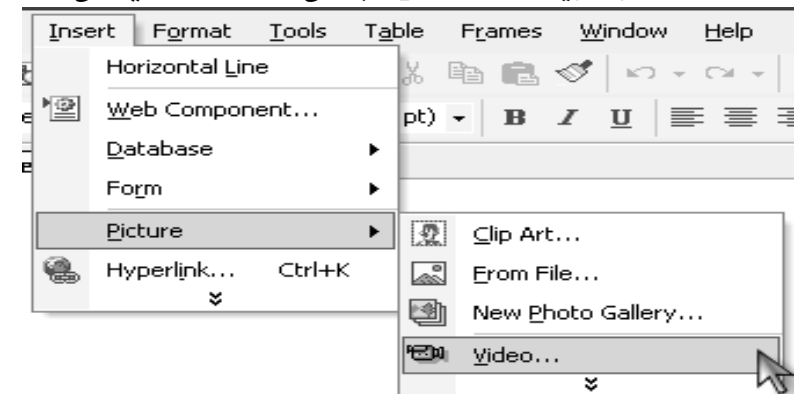 Insert Format Tools Table Frames Window Help
Horizontal Line
Web Component...
pt) B I U
Database
Form
Picture
Clip Art...
Hyperlink... Ctrl+K
From File...
New Photo Gallery...
Video...